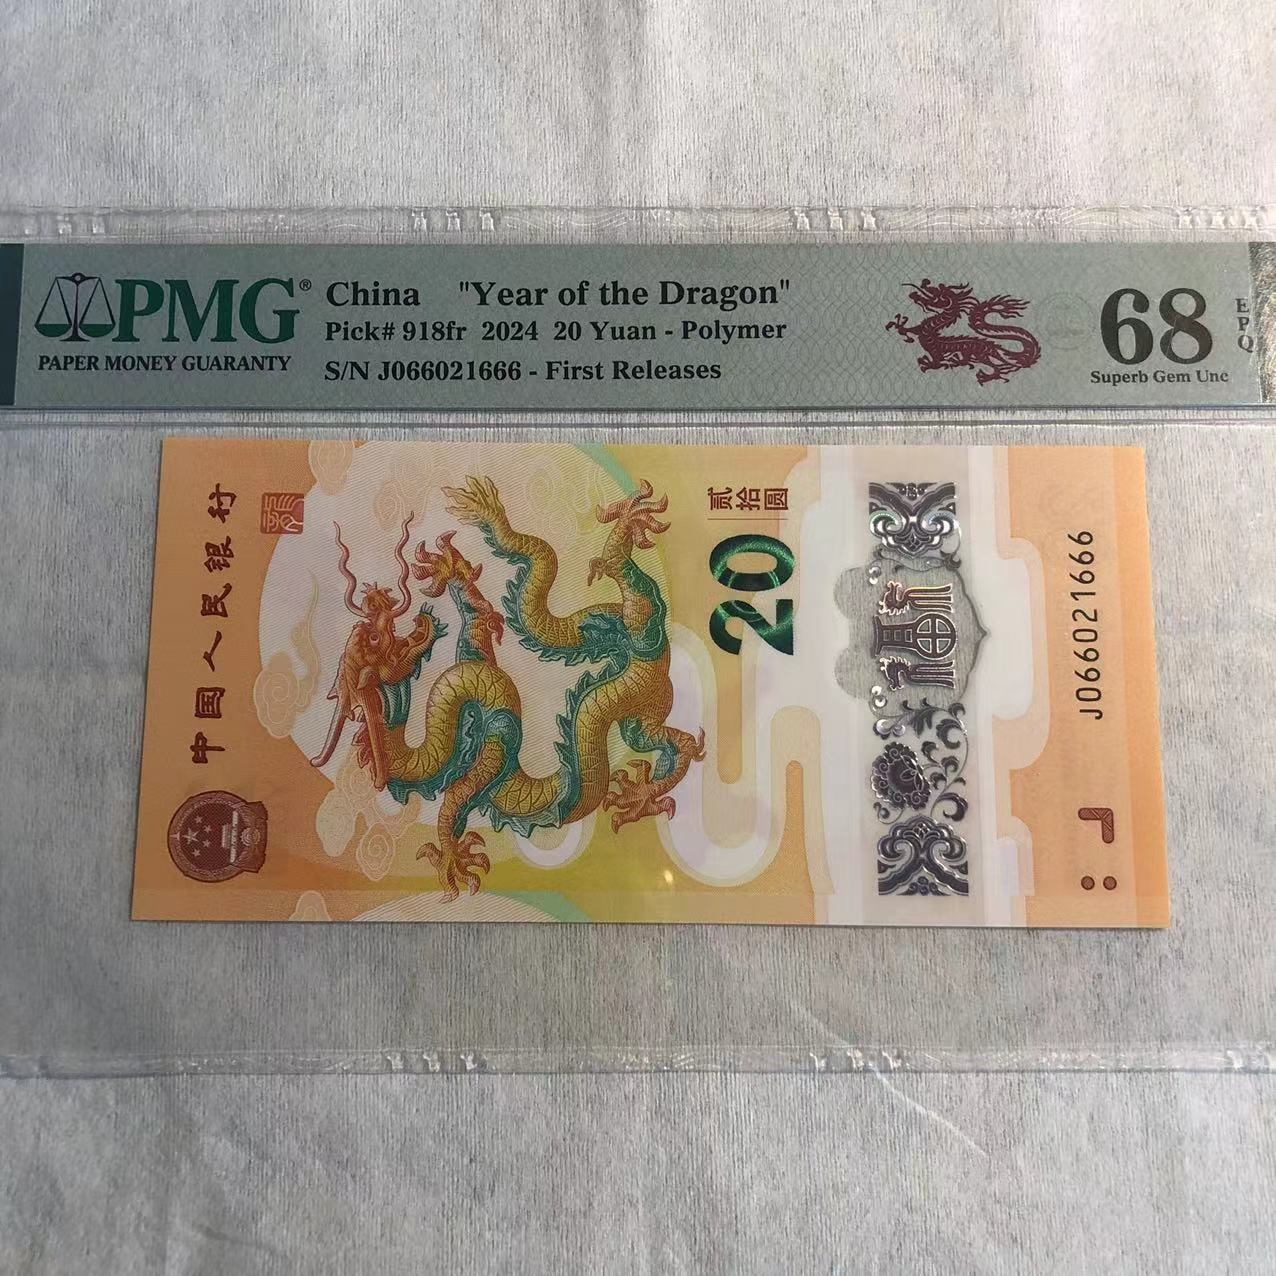 PMG®
PAPER MONEY GUARANTY
China "Year of the Dragon"
Pick# 918fr 2024 20 Yuan - Polymer
S/N J066021666 - First Releases
68
EPQ
Superb Gem Unc
中国人民银行
贰拾圆
20
J066021666